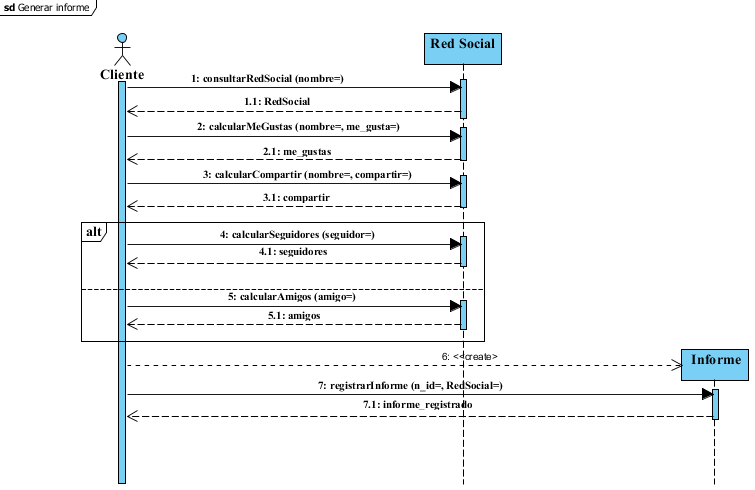 sd Generar informe
Cliente
Red Social
1: consultarRedSocial (nombre=)
1.1: RedSocial
2: calcularMeGustas (nombre=, me_gusta=)
2.1: me_gustas
3: calcularCompartir (nombre=, compartir=)
3.1: compartir
alt
4: calcularSeguidores (seguidor=)
4.1: seguidores
5: calcularAmigos (amigo=)
5.1: amigos
6: <<create>
Informe
7: registrarInforme (n_id=, RedSocial=)
7.1: informe_registrado